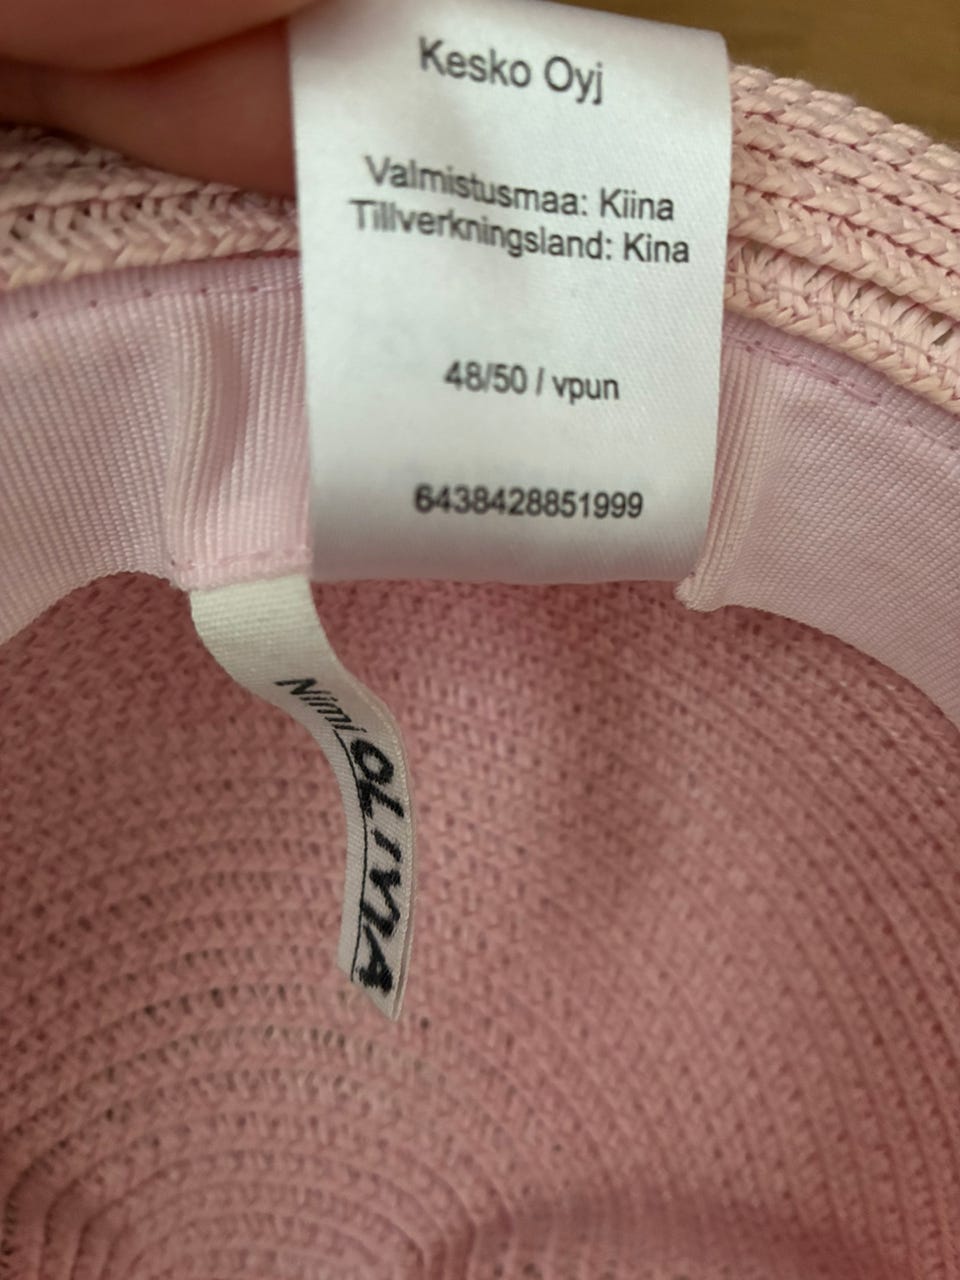 Kesko Oyj
Valmistusmaa: Kiina
Tillverkningsland: Kina
48/50 / vpun
6438428851999
Nimi OLIVIA